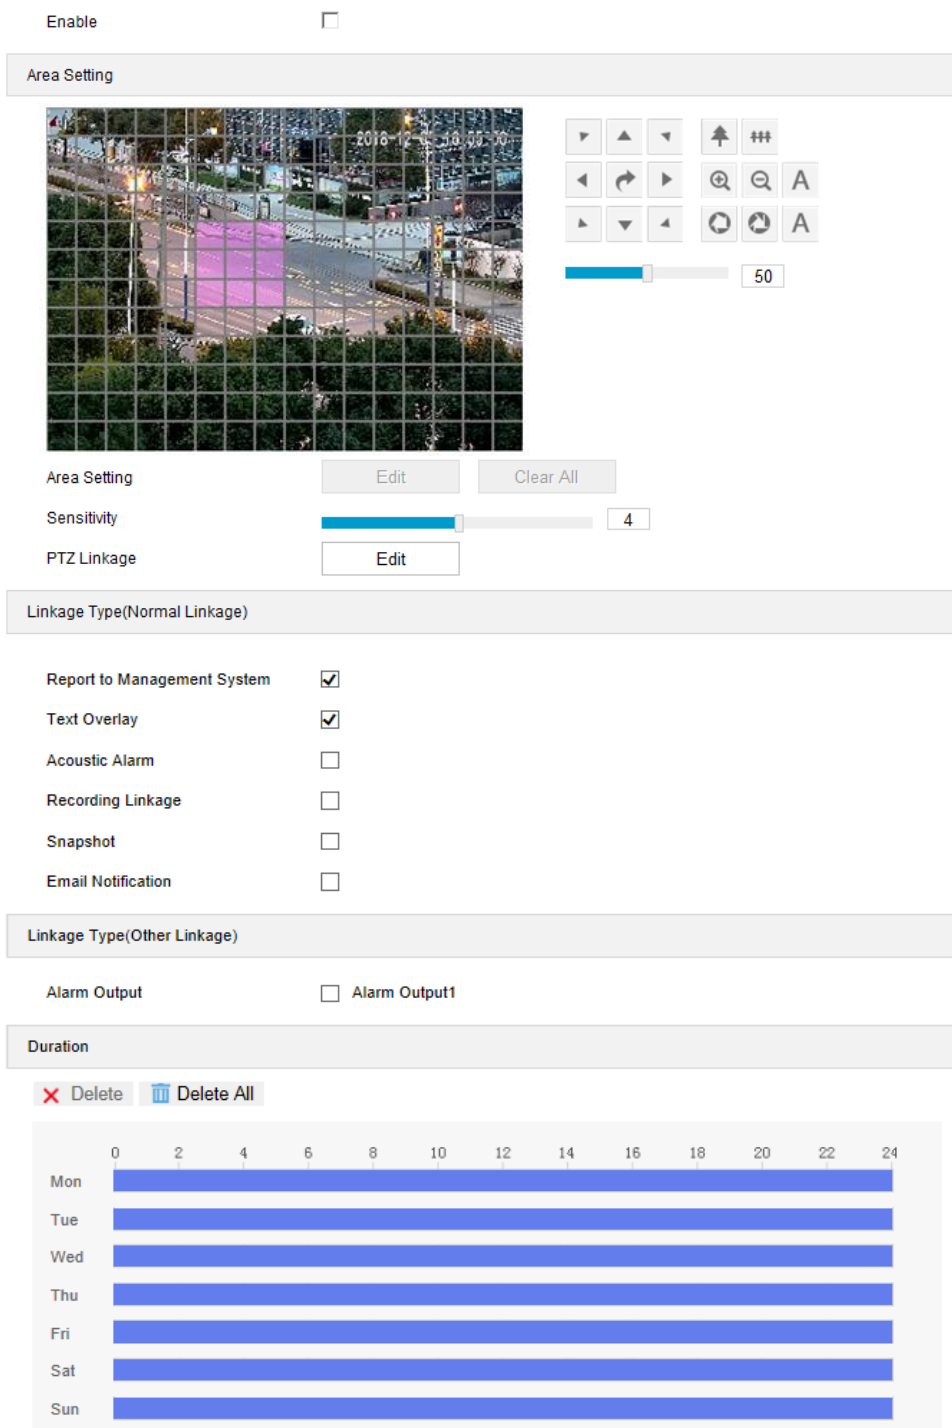 Enable
Area Setting
A
A
50
Area Setting Edit Clear All
Sensitivity 4
PTZ Linkage Edit
Linkage Type(Normal Linkage)
Report to Management System
Text Overlay
Acoustic Alarm
Recording Linkage
Snapshot
Email Notification
Linkage Type(Other Linkage)
Alarm Output Alarm Output1
Duration
Delete Delete All
0 2 4 6 8 10 12 14 16 18 20 22 24
Mon
Tue
Wed
Thu
Fri
Sat
Sun